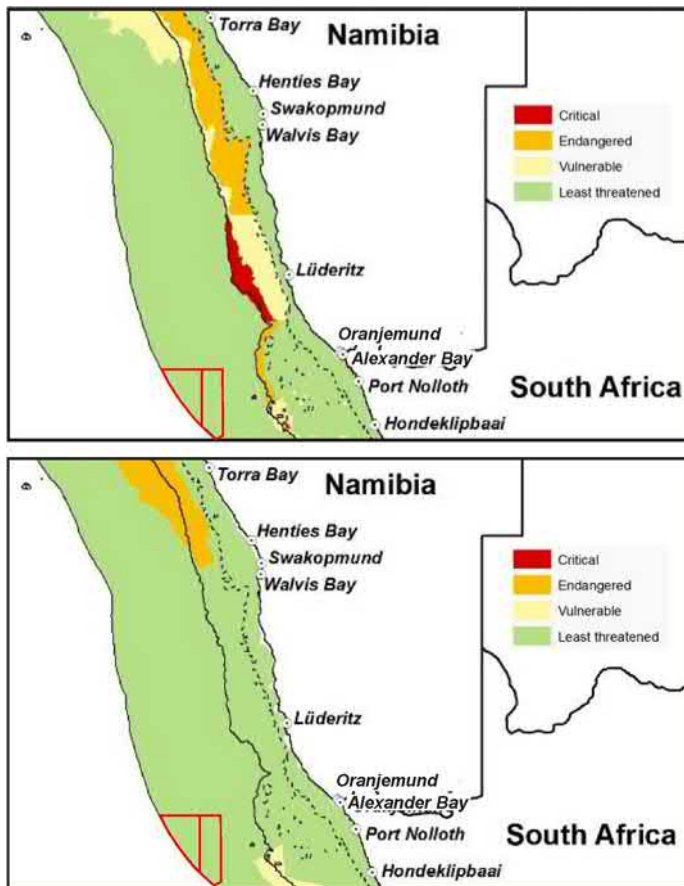 Torra Bay
Namibia
Henties Bay
Swakopmund
Walvis Bay
Critical
Endangered
Vulnerable
Least threatened
Lüderitz
Oranjemund
Alexander Bay
Port Nolloth
South Africa
Hondeklipbaai
Torra Bay
Namibia
Henties Bay
Swakopmund
Walvis Bay
Critical
Endangered
Vulnerable
Least threatened
Lüderitz
Oranjemund
Alexander Bay
Port Nolloth
South Africa
Hondeklipbaai